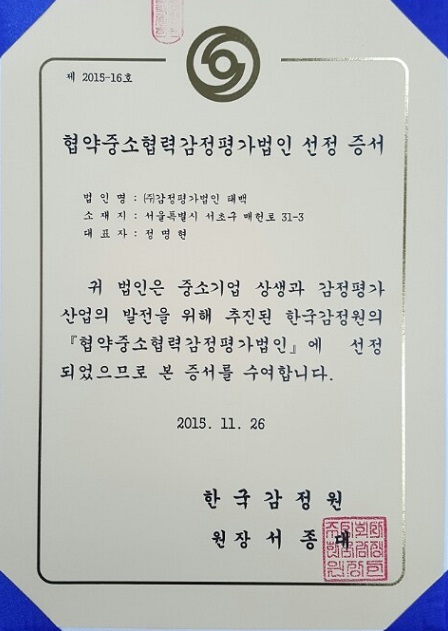 제 2015-16호
협약중소협력감정평가법인 선정 증서
법 인 명 : ㈜감정평가법인 태백
소 재 지 : 서울특별시 서초구 매헌로 31-3
대 표 자 : 정 명 현
귀 법인은 중소기업 상생과 감정평가
산업의 발전을 위해 추진된 한국감정원의
『협약중소협력감정평가법인』에 선정
되었으므로 본 증서를 수여합니다.
2015. 11. 26
한 국 감 정 원
원 장 서 종 대